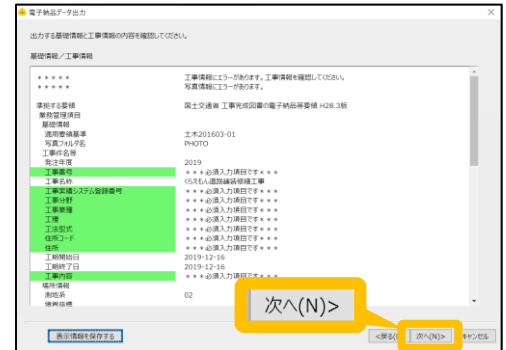 電子納品データ出力
出力する基礎情報と工事情報の内容を確認してください。
基礎情報／工事情報
* * * * * 工事情報にエラーがあります。工事情報を確認してください。
* * * * * 写真情報にエラーがあります。
準拠する要領 国土交通省 工事完成図書の電子納品等要領 H28.3版
業務管理項目
基礎情報
適用要領基準 土木201603-01
写真フォルダ名 PHOTO
工事件名等
発注年度 2019
工事番号 * * * 必須入力項目です * * *
工事名称 くらえもん道路舗装修繕工事
工事実績システム登録番号 * * * 必須入力項目です * * *
工事分野 * * * 必須入力項目です * * *
工事業種 * * * 必須入力項目です * * *
工種 * * * 必須入力項目です * * *
工法型式 * * * 必須入力項目です * * *
住所コード * * * 必須入力項目です * * *
住所 * * * 必須入力項目です * * *
工期開始日 2019-12-16
工期終了日 2019-12-16
工事内容 * * * 必須入力項目です * * *
場所情報
測地系 02
境界座標
次へ(N)>
表示情報を保存する <戻る( 次へ(N)> キャンセル